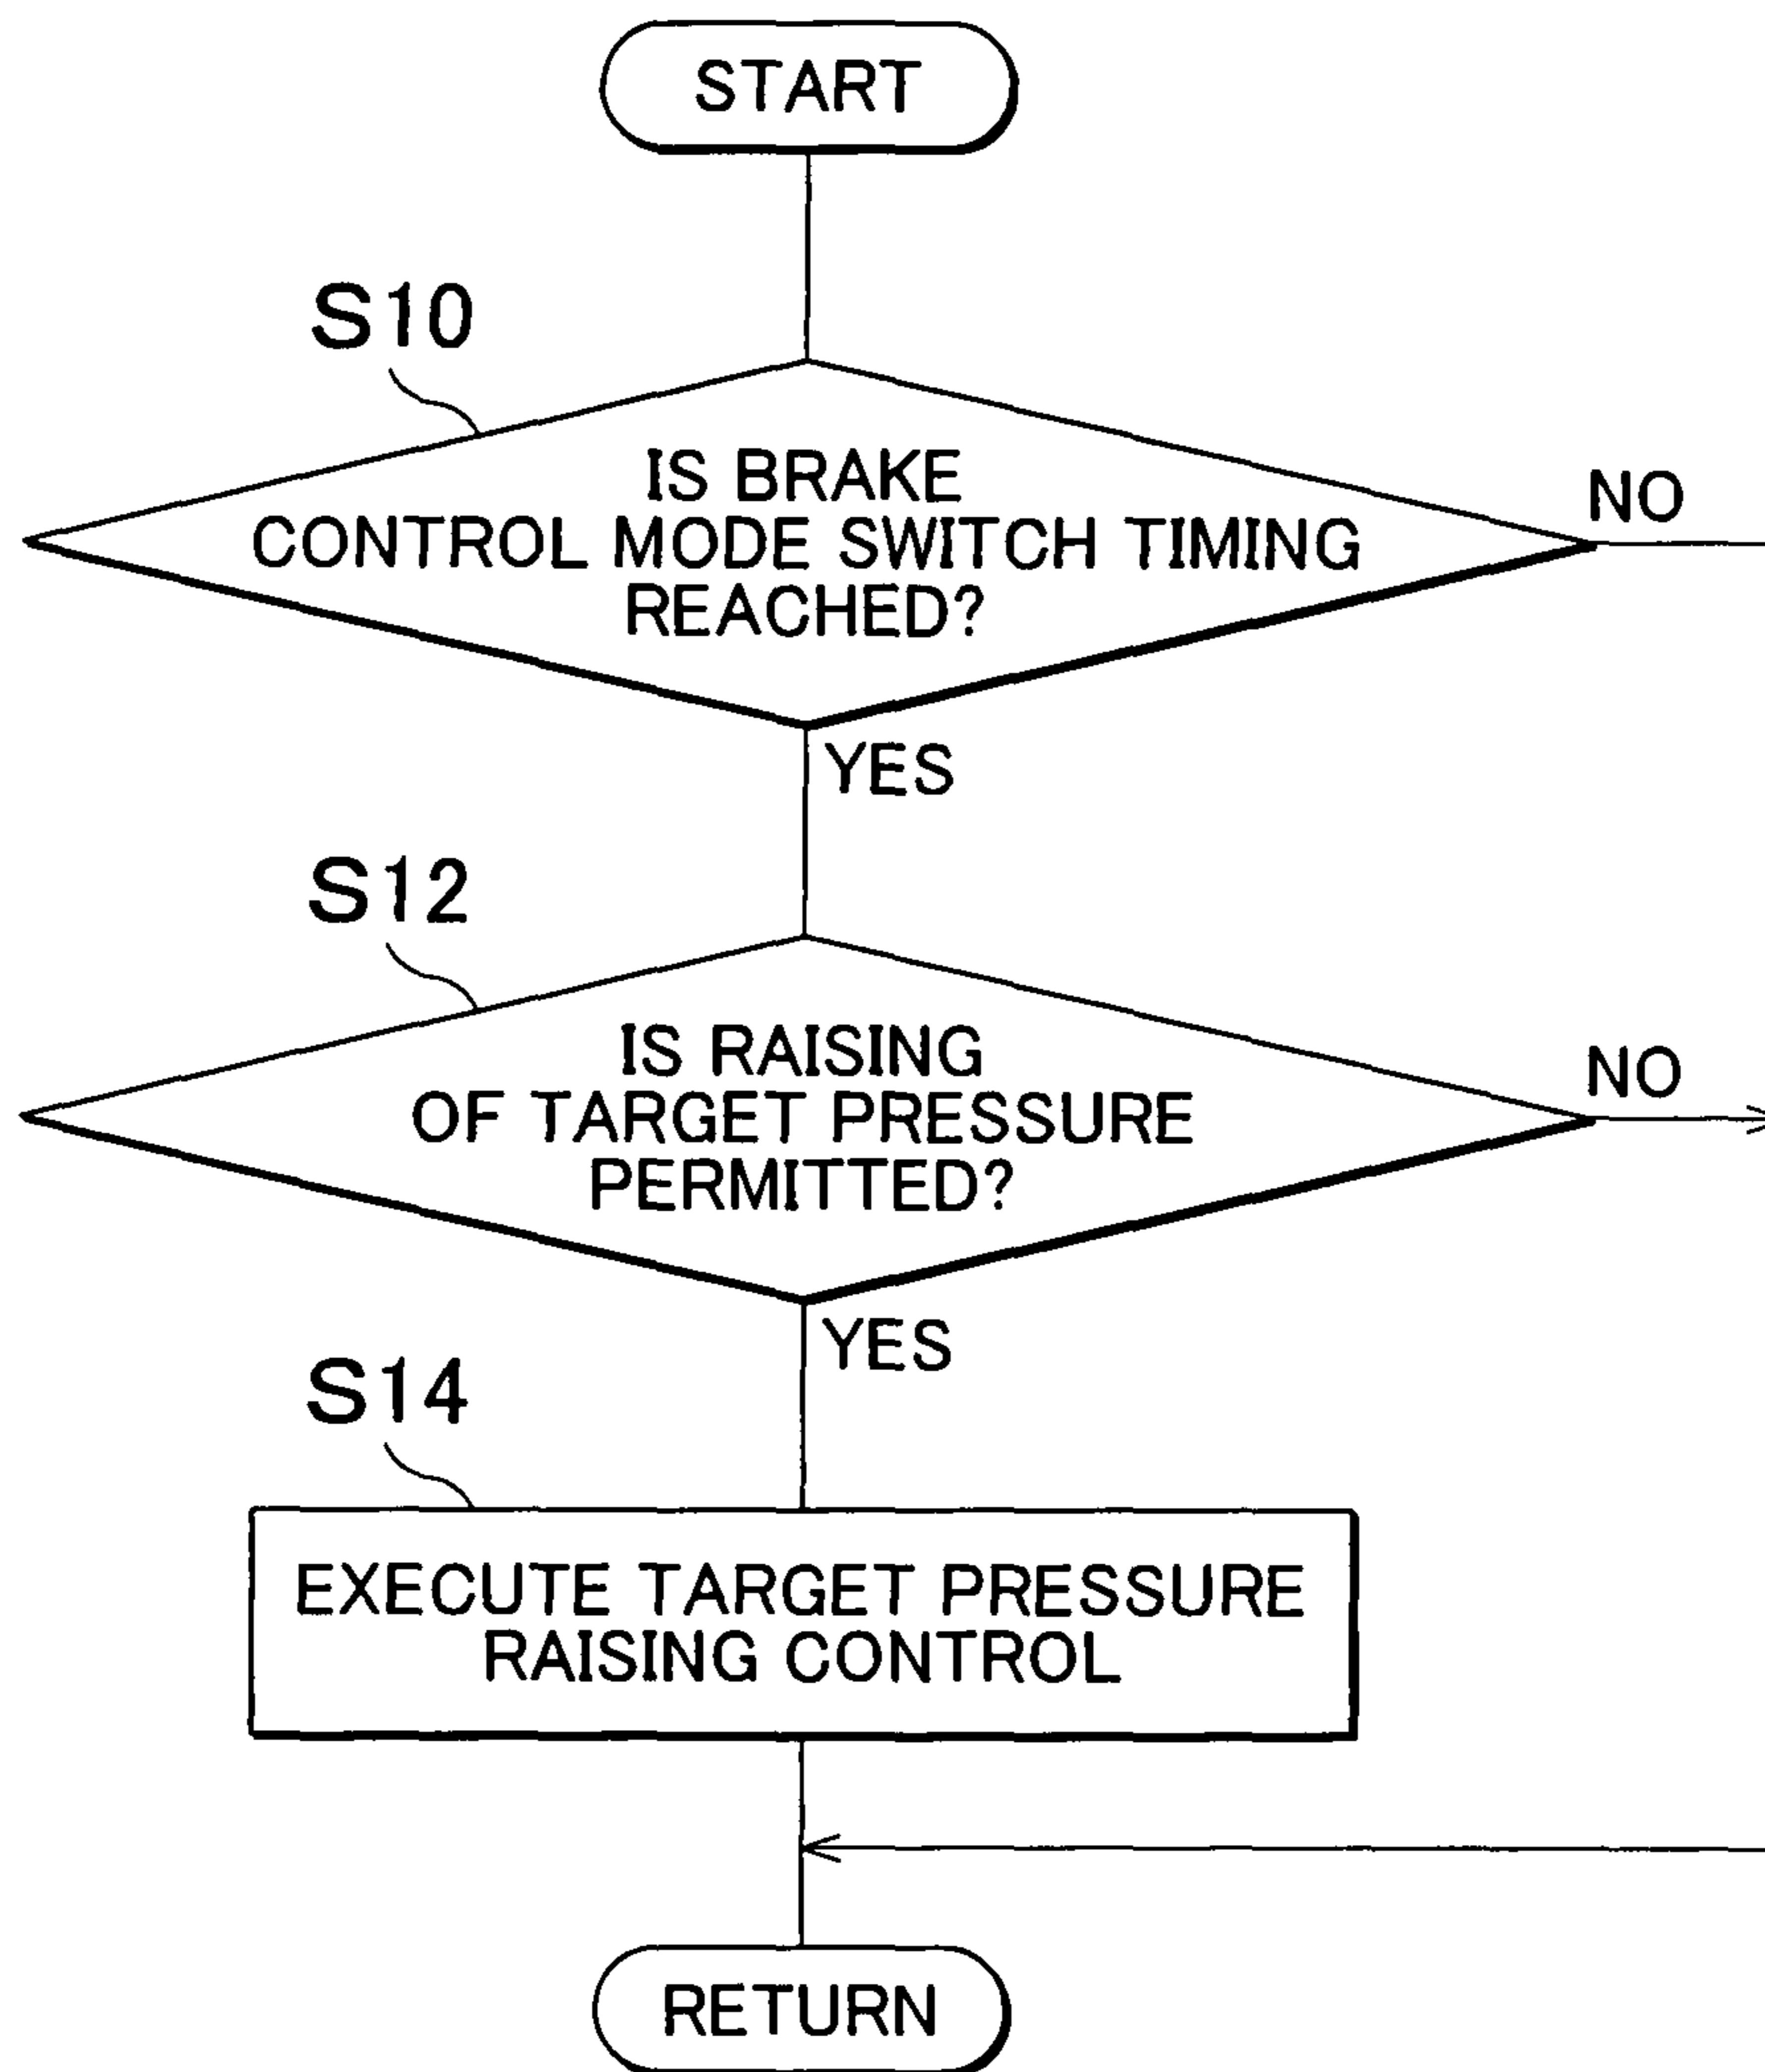 START
S10
IS BRAKE
CONTROL MODE SWITCH TIMING
REACHED?
NO
YES
S12
IS RAISING
OF TARGET PRESSURE
PERMITTED?
NO
YES
S14
EXECUTE TARGET PRESSURE
RAISING CONTROL
RETURN